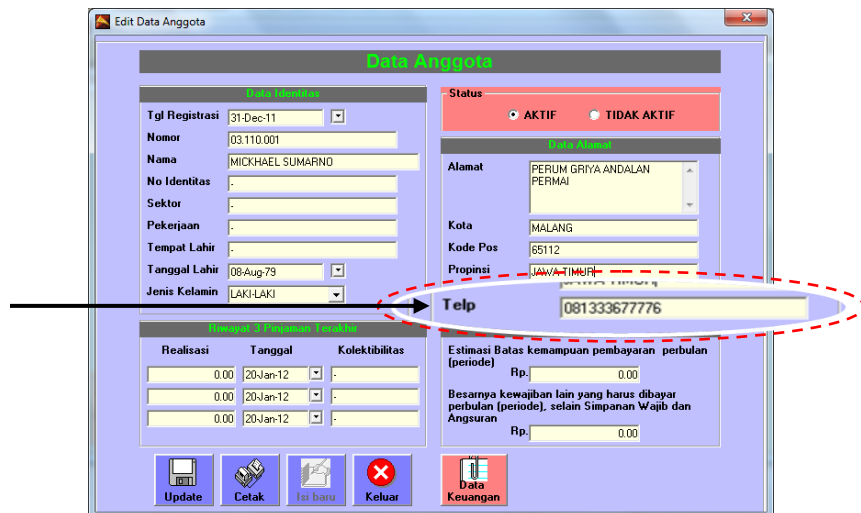 Edit Data Anggota
Data Anggota
Data Identitas
Tgl Registrasi 31-Dec-11
Nomor 03.110.001
Nama MICKHAEL SUMARNO
No Identitas -
Sektor -
Pekerjaan -
Tempat Lahir -
Tanggal Lahir 08-Aug-79
Jenis Kelamin LAKI-LAKI
Status
AKTIF TIDAK AKTIF
Data Alamat
Alamat PERUM GRIYA ANDALAN
PERMAI
Kota MALANG
Kode Pos 65112
Propinsi JAWA TIMUR
Telp 081333677776
Riwayat 3 Pinjaman Terakhir
Realisasi Tanggal Kolektibilitas
0.00 20-Jan-12 -
0.00 20-Jan-12 -
0.00 20-Jan-12 -
Estimasi Batas kemampuan pembayaran perbulan
(periode)
Rp. 0.00
Besarnya kewajiban lain yang harus dibayar
perbulan (periode), selain Simpanan Wajib dan
Angsuran
Rp. 0.00
Update Cetak Isi baru Keluar
Data
Keuangan